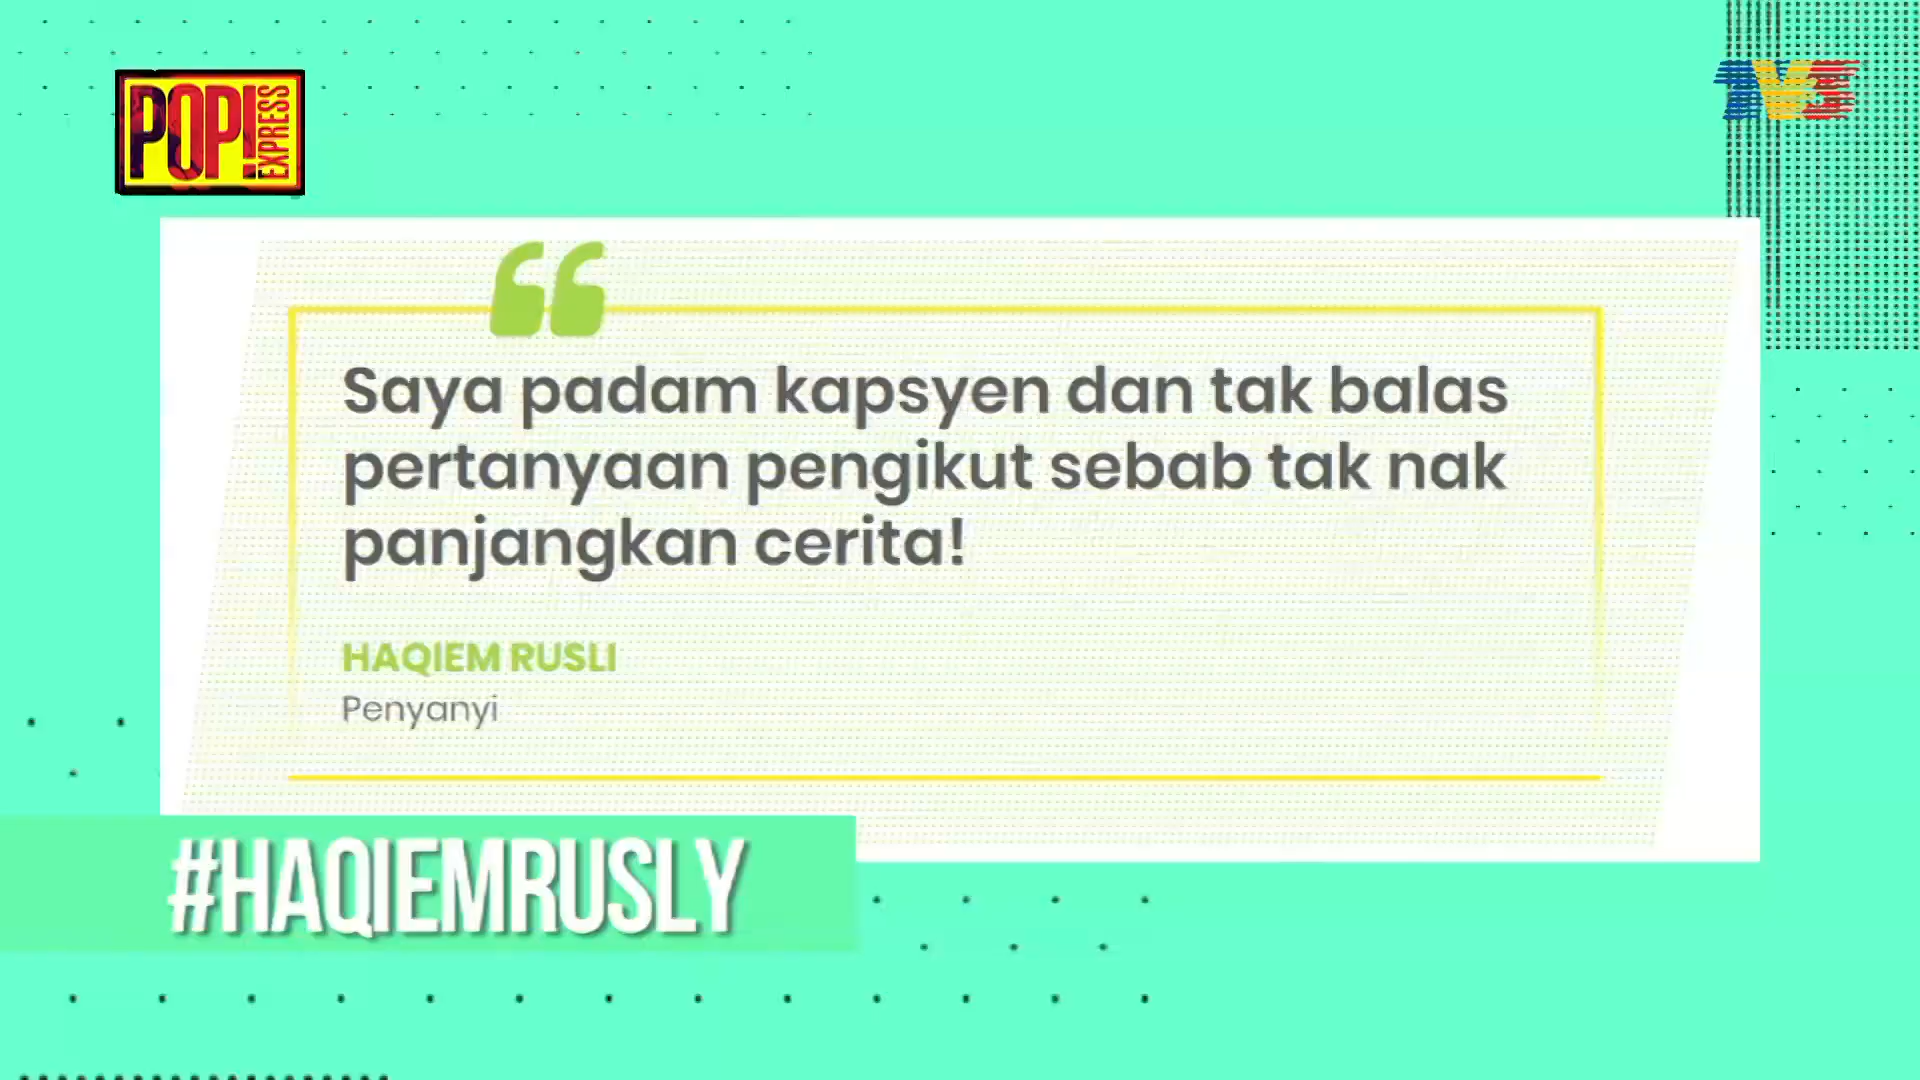 POP! EXPRESS
TV3
Saya padam kapsyen dan tak balas
pertanyaan pengikut sebab tak nak
panjangkan cerita!
HAQIEM RUSLI
Penyanyi
#HAQIEMRUSLY